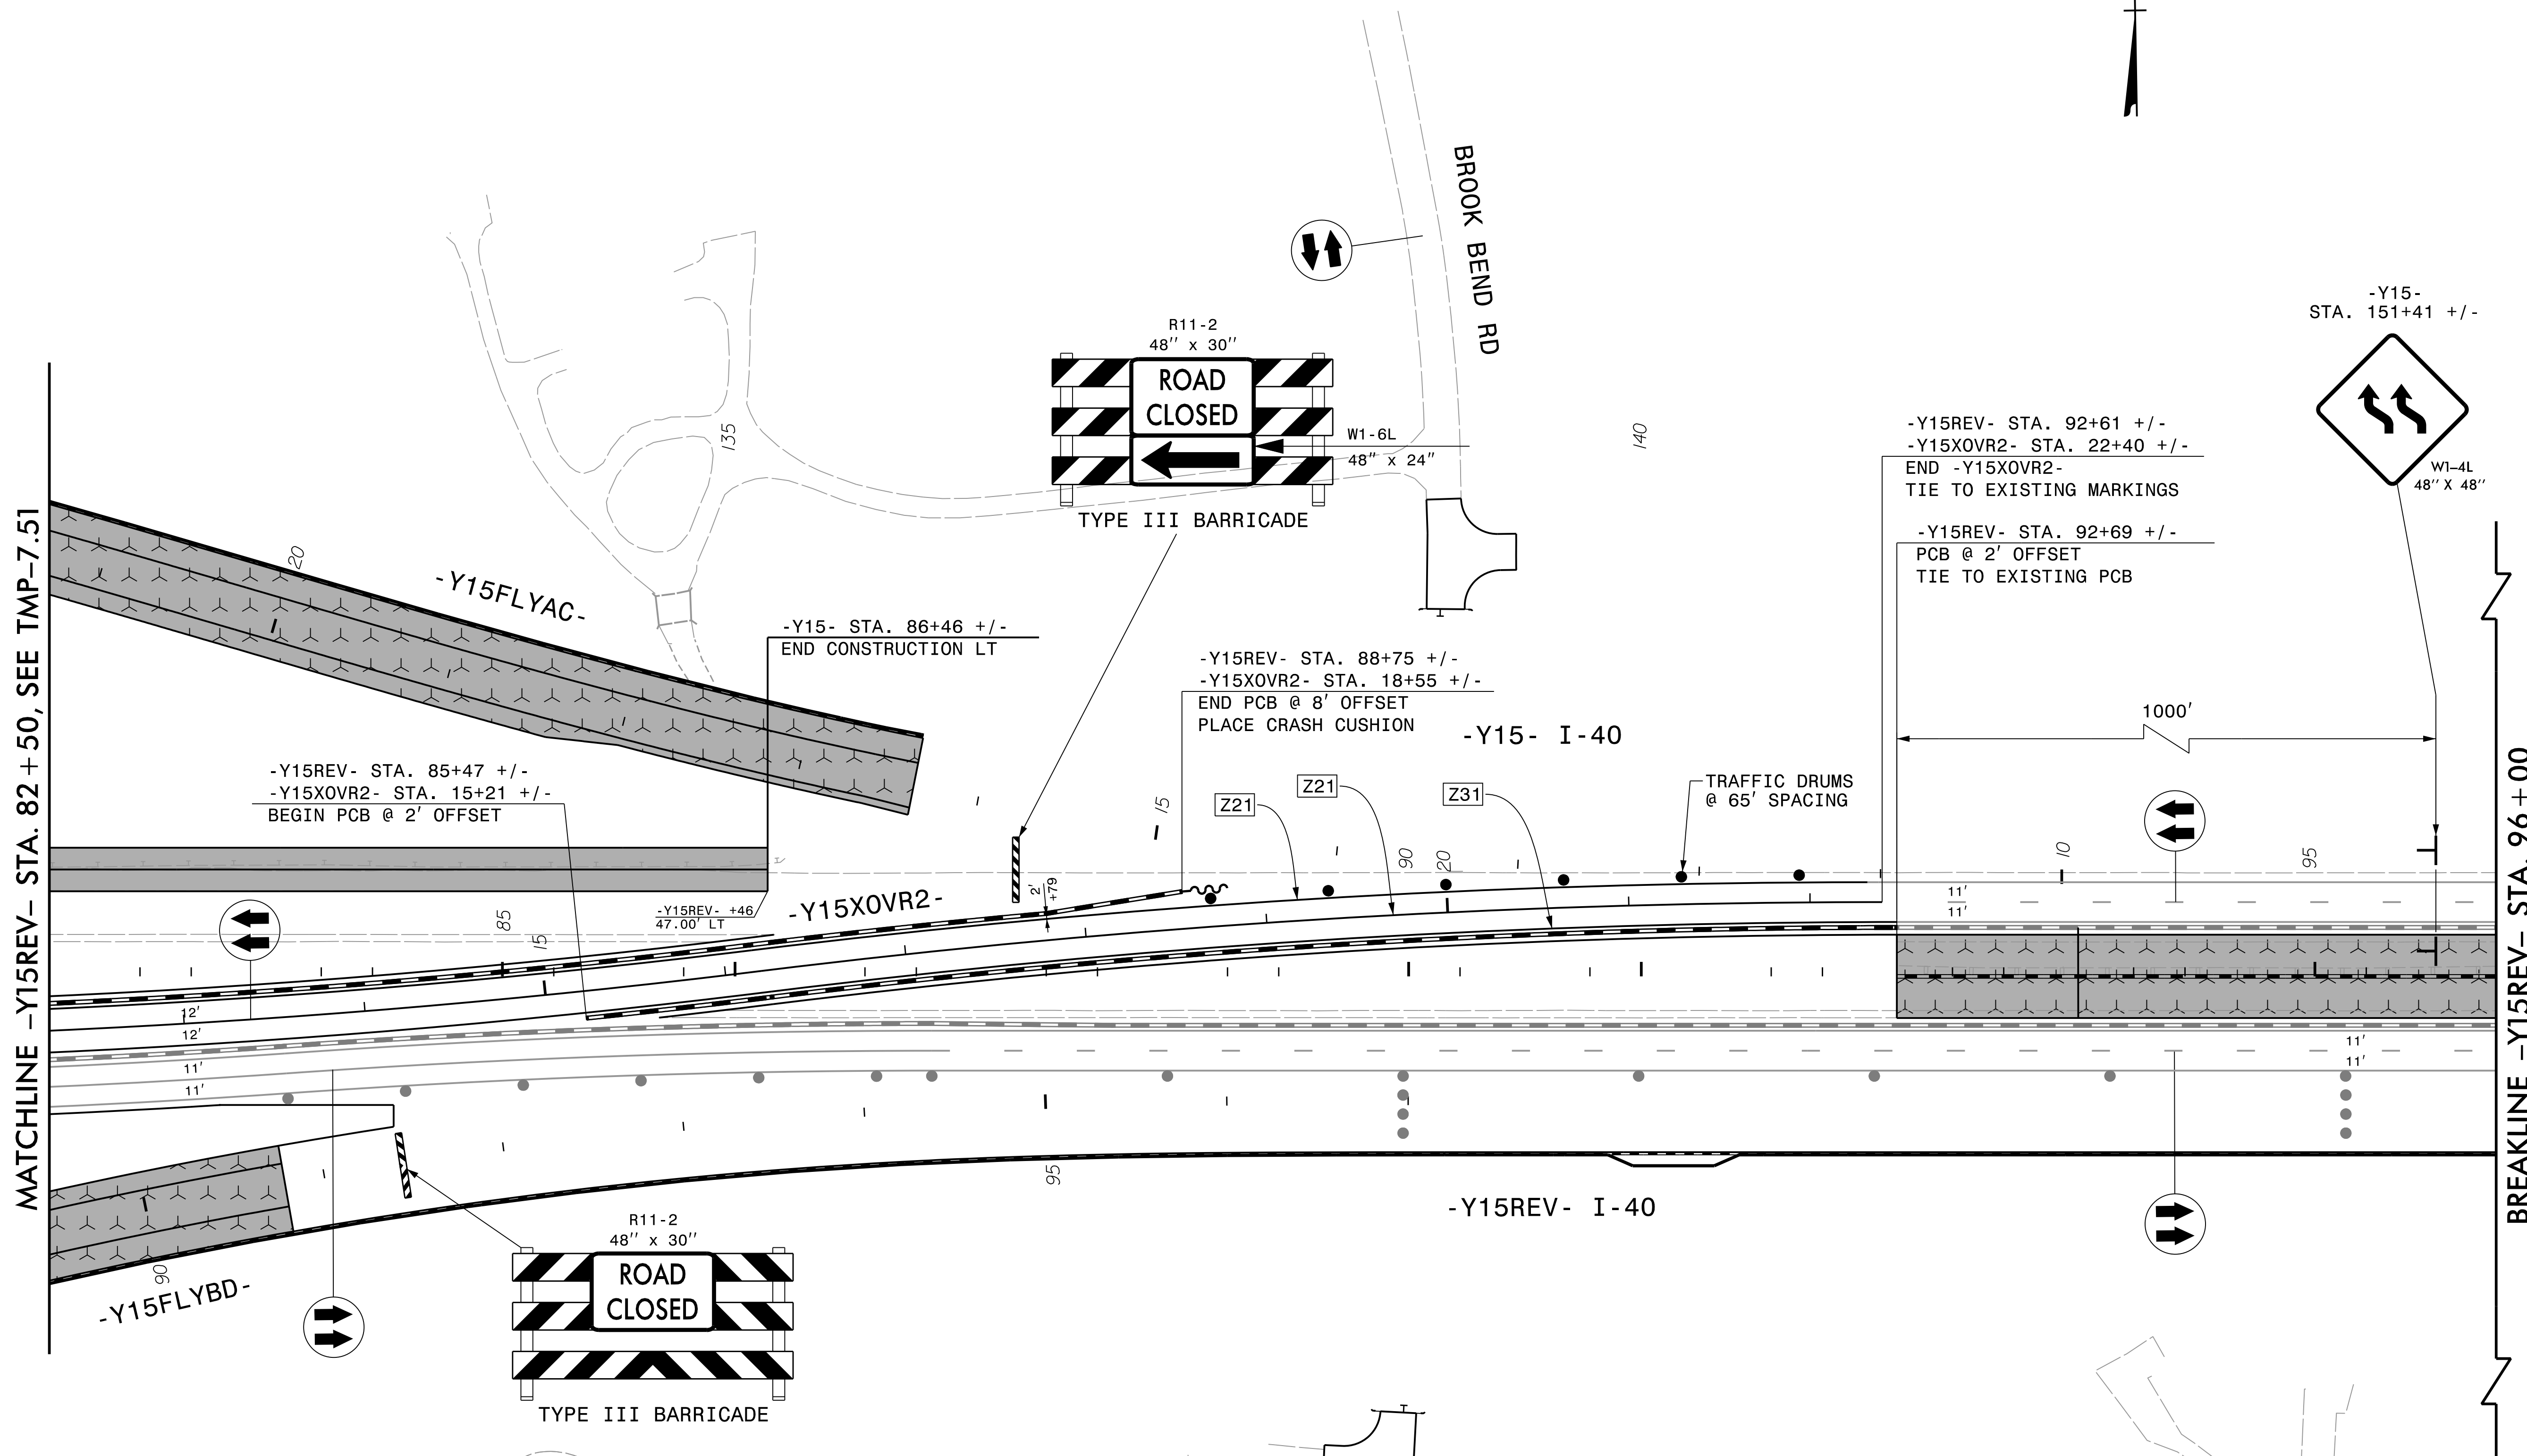 BROOK BEND RD
-Y15-
STA. 151+41 +/-
W1-4L
48" X 48"
R11-2
48" x 30"
ROAD
CLOSED
W1-6L
48" x 24"
TYPE III BARRICADE
135
140
-Y15REV- STA. 92+61 +/-
-Y15XOVR2- STA. 22+40 +/-
END -Y15XOVR2-
TIE TO EXISTING MARKINGS
-Y15REV- STA. 92+69 +/-
PCB @ 2' OFFSET
TIE TO EXISTING PCB
MATCHLINE -Y15REV- STA. 82+50, SEE TMP-7.51
20
-Y15FLYAC-
-Y15- STA. 86+46 +/-
END CONSTRUCTION LT
-Y15REV- STA. 88+75 +/-
-Y15XOVR2- STA. 18+55 +/-
END PCB @ 8' OFFSET
PLACE CRASH CUSHION
-Y15- I-40
1000'
-Y15REV- STA. 85+47 +/-
-Y15XOVR2- STA. 15+21 +/-
BEGIN PCB @ 2' OFFSET
Z21
Z21
Z31
TRAFFIC DRUMS
@ 65' SPACING
15
90
20
10
95
2'
+79
-Y15XOVR2-
-Y15REV- +46
47.00' LT
85
15
11'
11'
12'
12'
11'
11'
11'
11'
BREAKLINE -Y15REV- STA. 96+00
95
-Y15REV- I-40
90
-Y15FLYBD-
R11-2
48" x 30"
ROAD
CLOSED
TYPE III BARRICADE